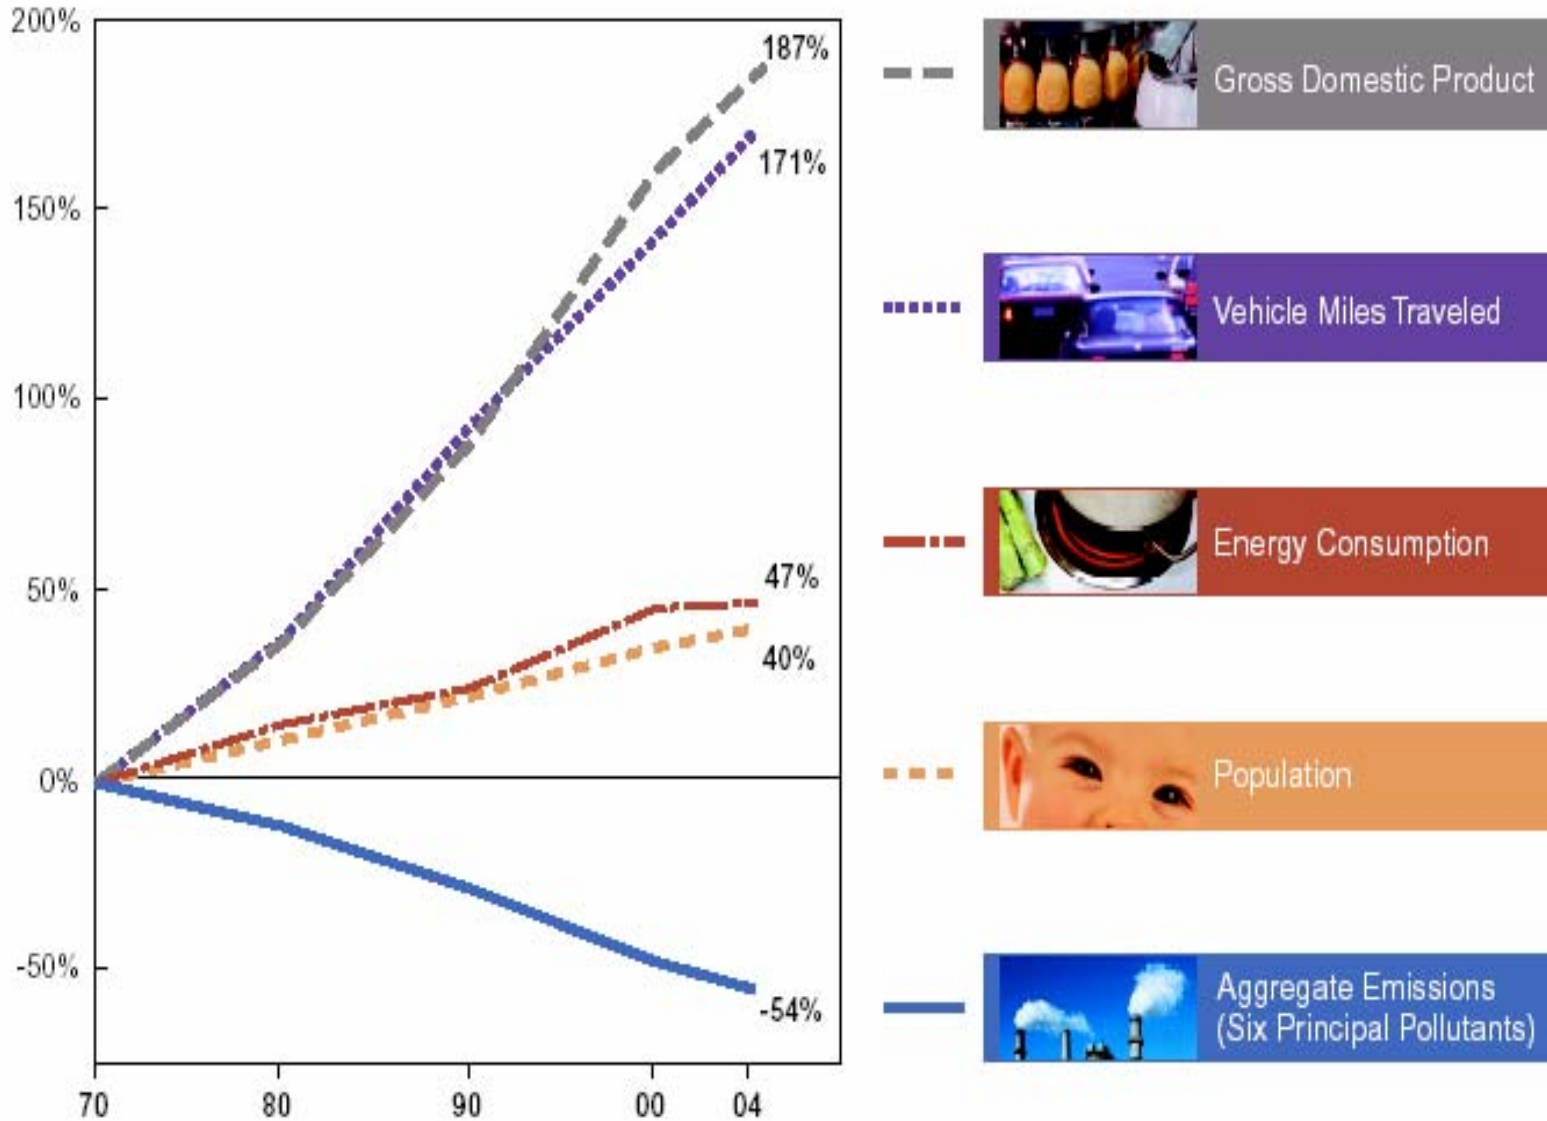 200%
150%
100%
50%
0%
-50%
70 80 90 00 04
187%
171%
47%
40%
-54%
Gross Domestic Product
Vehicle Miles Traveled
Energy Consumption
Population
Aggregate Emissions
(Six Principal Pollutants)